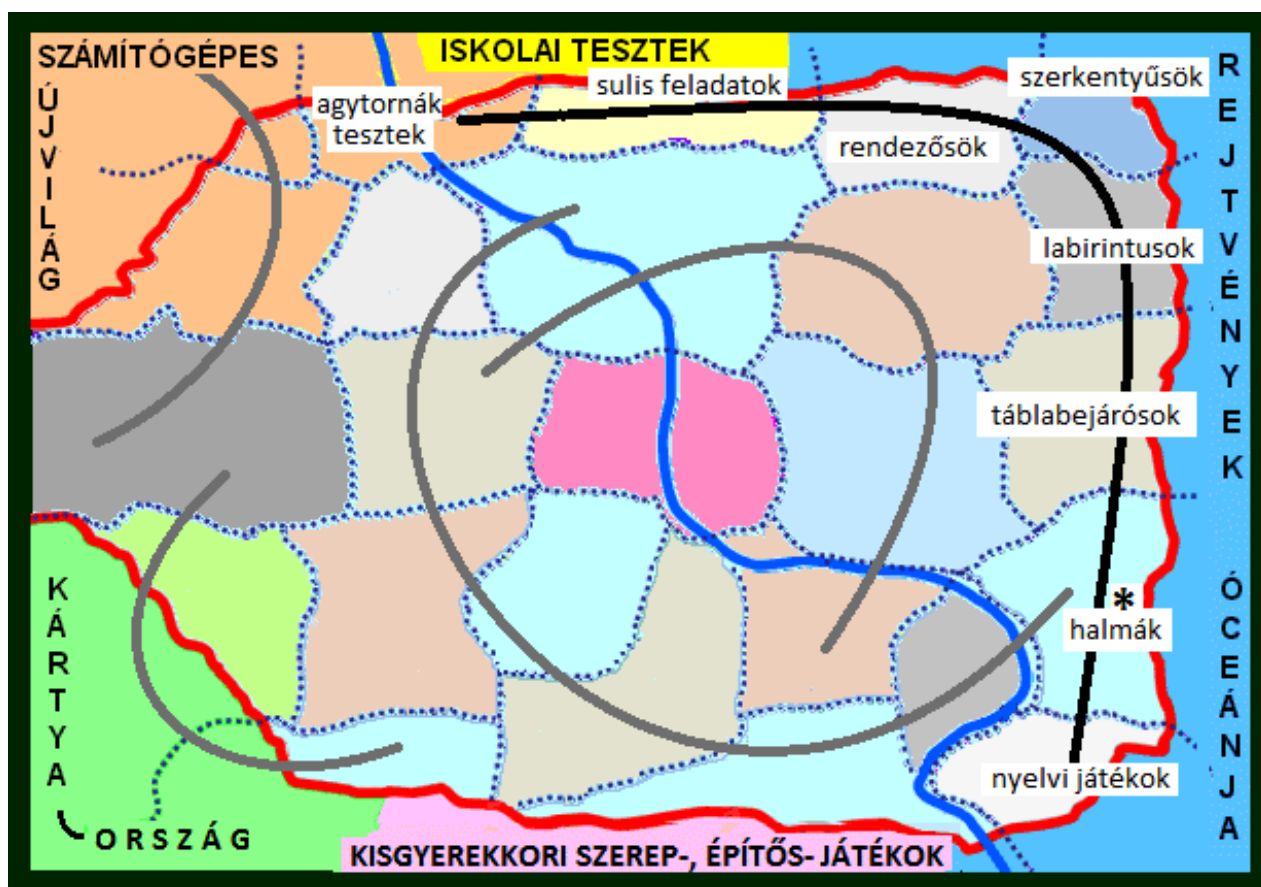 SZÁMÍTÓGÉPES
ÚJVILÁG
ISKOLAI TESZTEK
sulis feladatok
agytornák
tesztek
szerkentyűsök
rendezősök
labirintusok
táblabejárósok
*
halmák
nyelvi játékok
REJTVÉNYEK ÓCEÁNJA
KÁRTYA
ORSZÁG
KISGYEREKKORI SZEREP-, ÉPÍTŐS- JÁTÉKOK